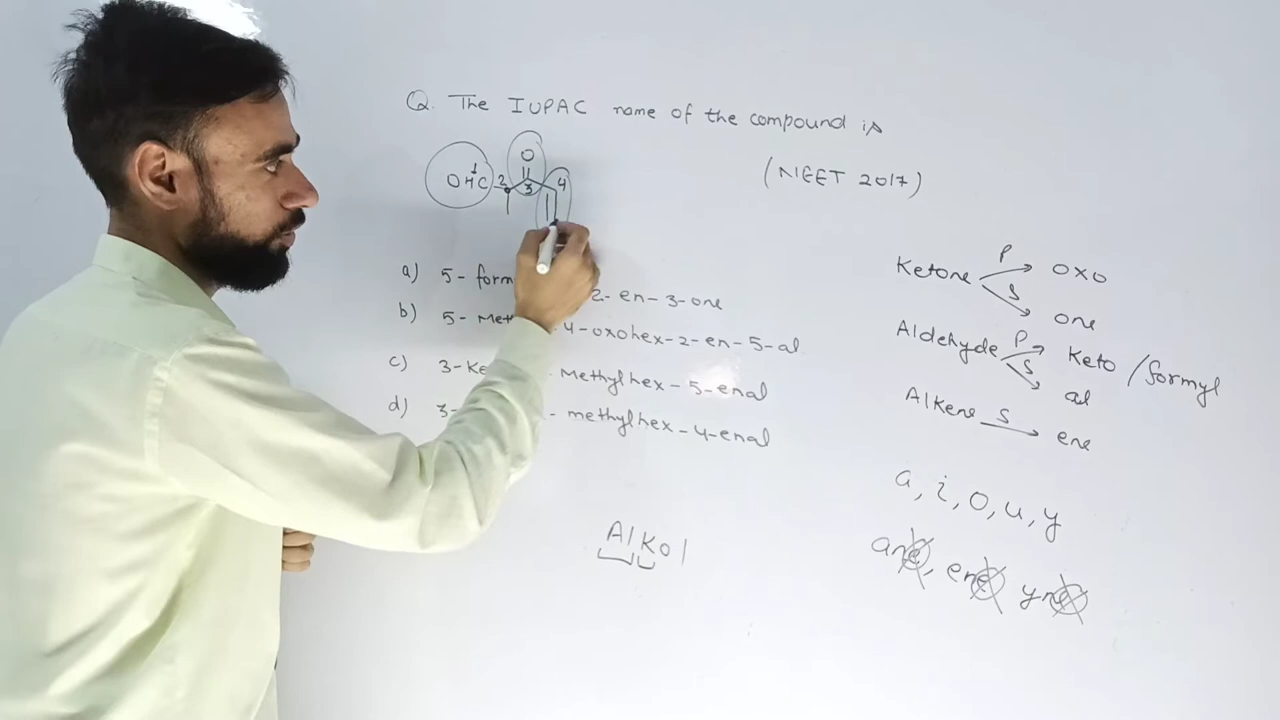 Q. The IUPAC name of the compound is
(NEET 2017)
O
1
OHC 2 3 4
a) 5- form 2-en-3-one
b) 5- Met 4-oxohex-2-en-5-al
c) 3-Ke methylhex-5-enal
d) 3- - methylhex-4-enal
Ketone P oxo
S one
Aldehyde P Keto / formyl
S al
Alkene S ene
a, i, o, u, y
ane, ene yne
AlKol